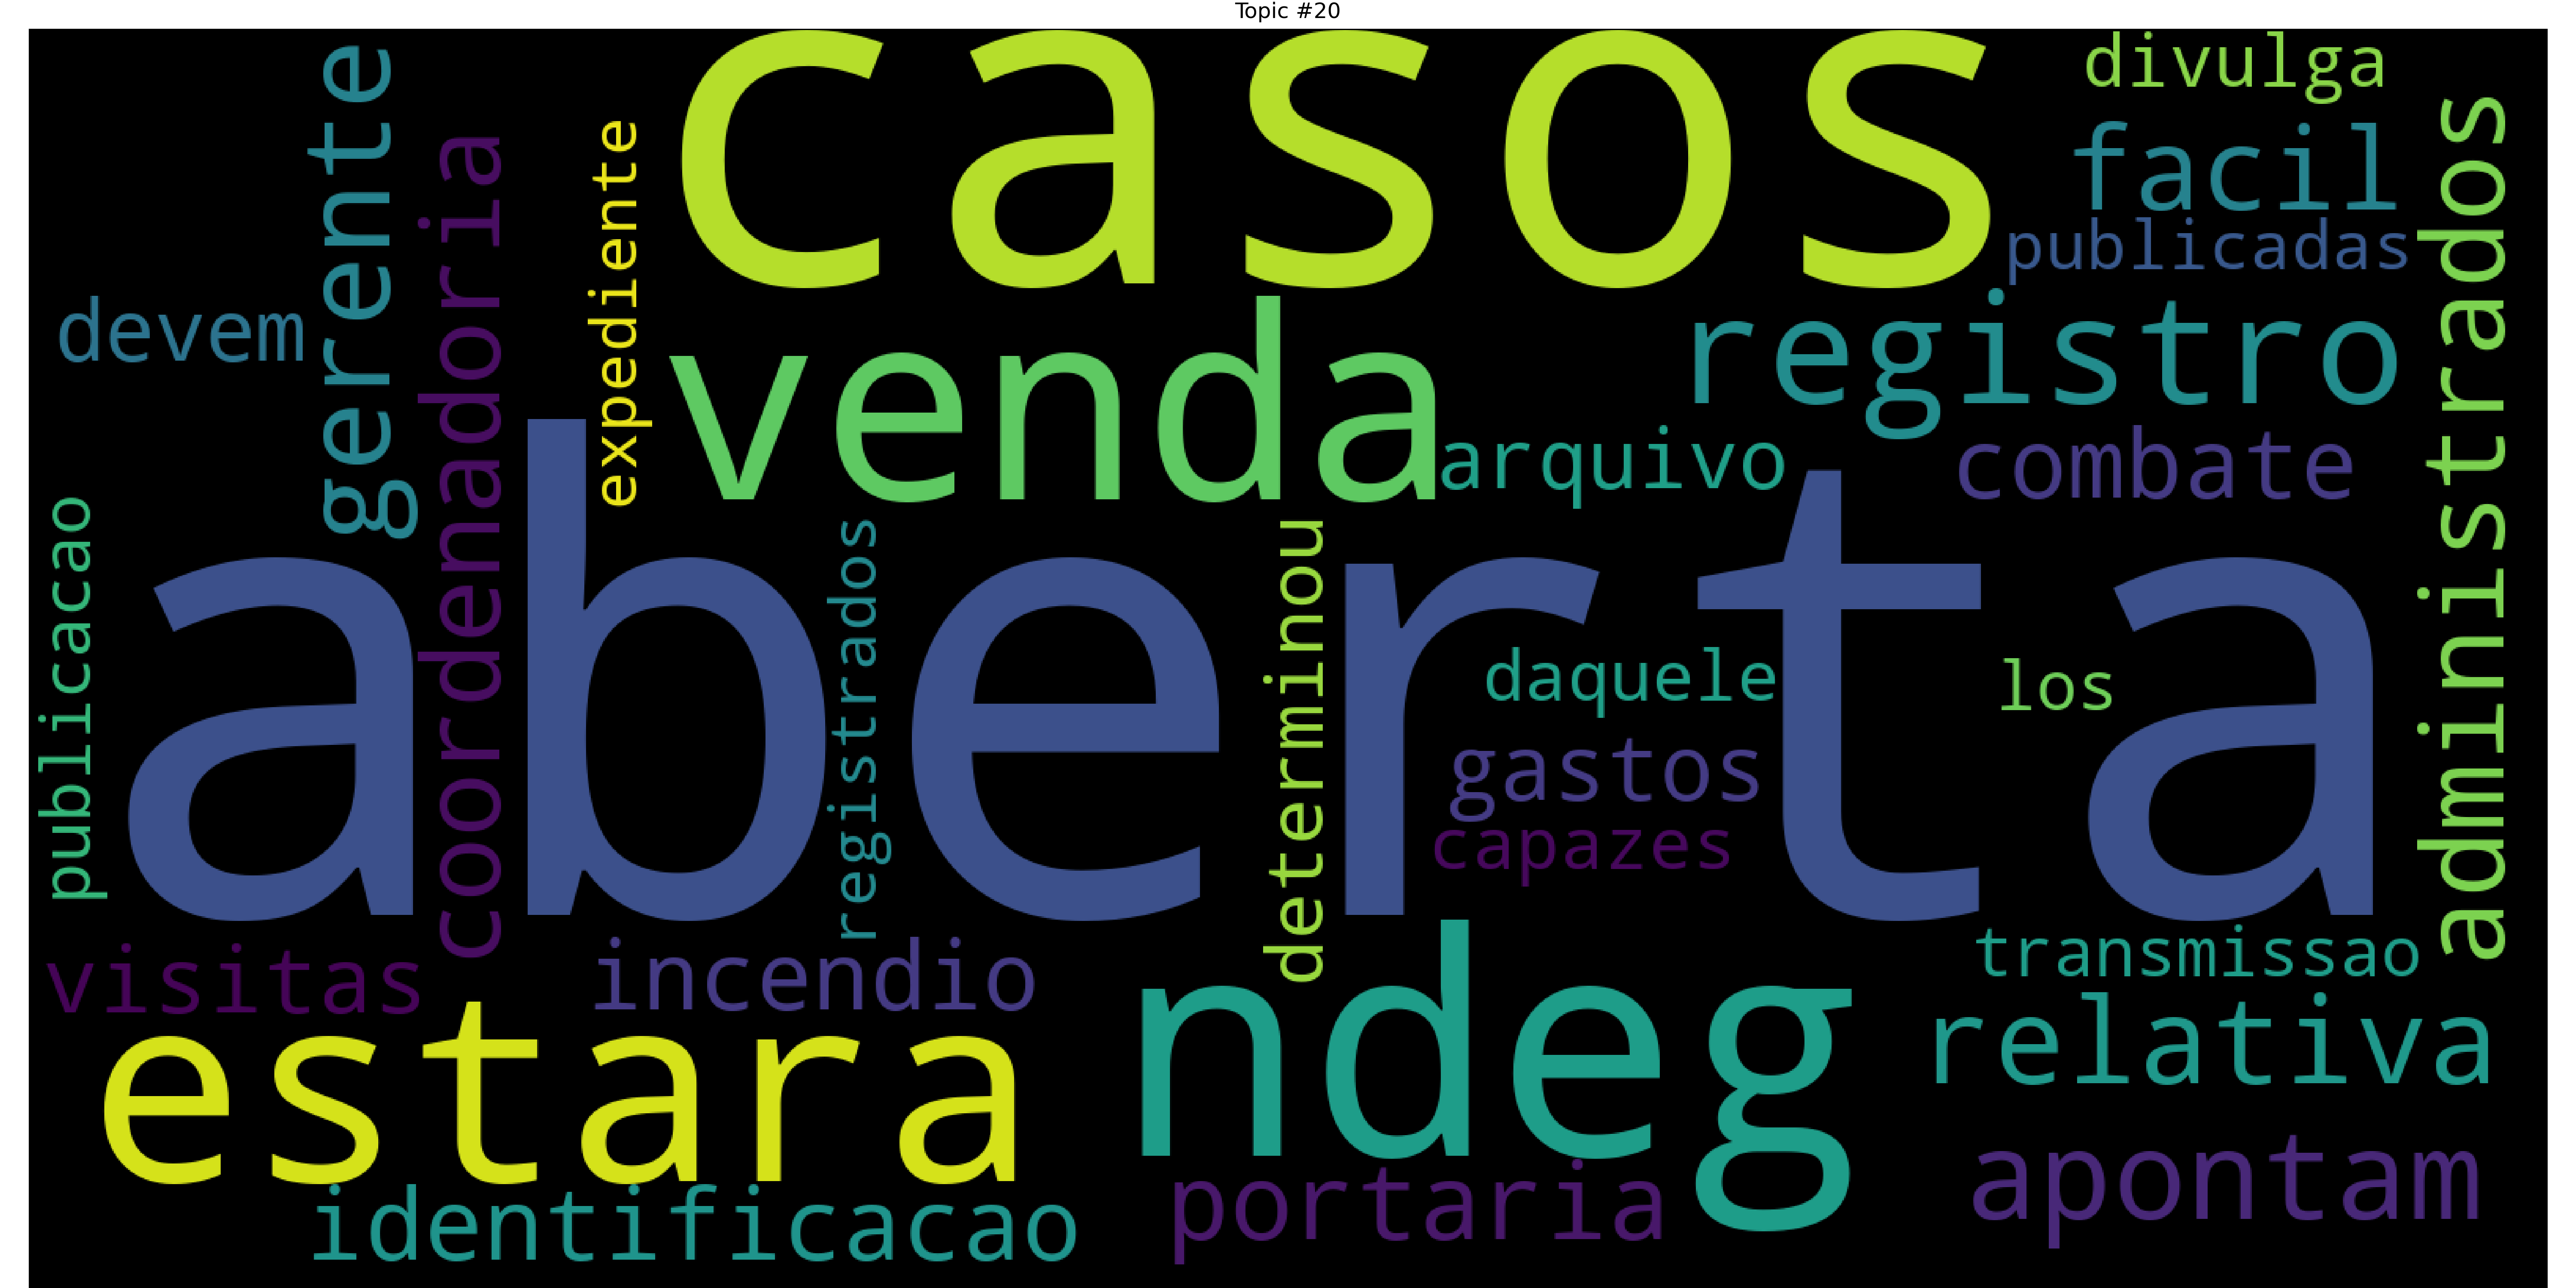 Topic #20
casos
divulga
gerente
coordenadoria
expediente
facil
administrados
publicadas
devem
venda
registro
arquivo
combate
aberta
publicacao
registrados
determinou
daquele
los
gastos
capazes
visitas
incendio
ndeg
transmissao
estara
relativa
identificacao
portaria
apontam